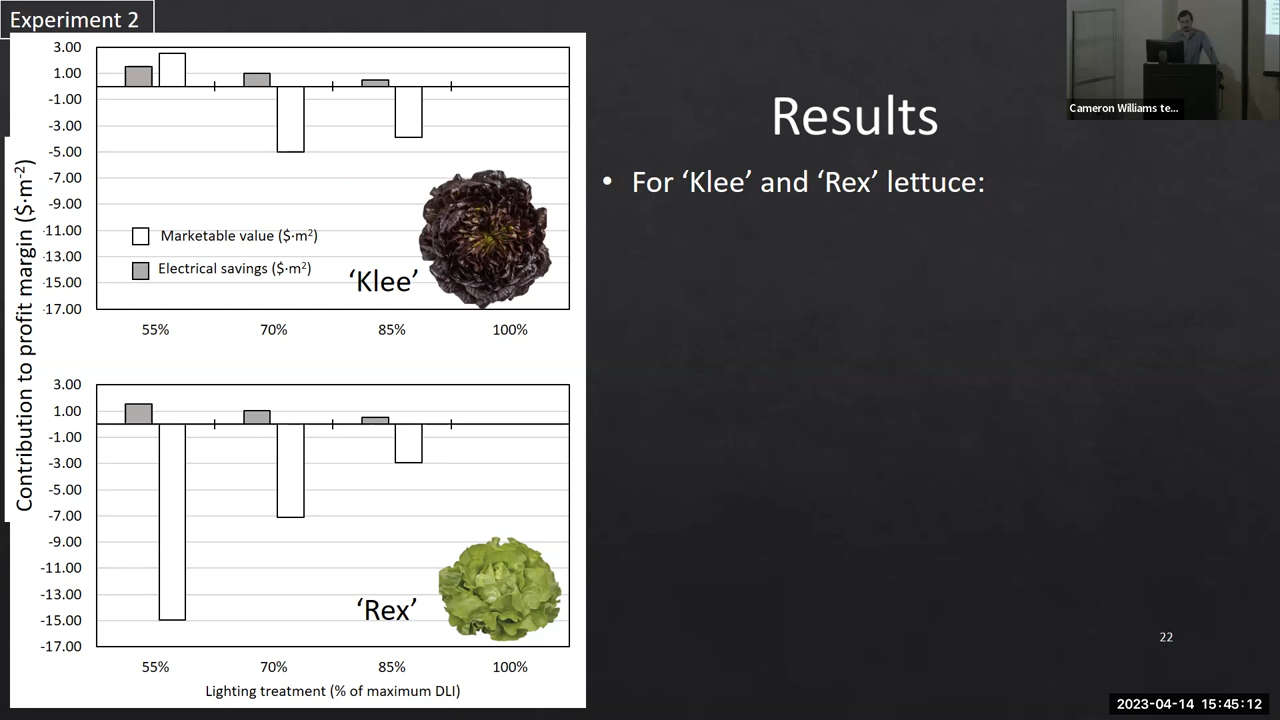 Experiment 2
Cameron Williams te...
Results
• For ‘Klee’ and ‘Rex’ lettuce:
Contribution to profit margin ($·m-2)
3.00
1.00
-1.00
-3.00
-5.00
-7.00
-9.00
-11.00
-13.00
-15.00
-17.00
Marketable value ($·m2)
Electrical savings ($·m2)
‘Klee’
55% 70% 85% 100%
3.00
1.00
-1.00
-3.00
-5.00
-7.00
-9.00
-11.00
-13.00
-15.00
-17.00
‘Rex’
55% 70% 85% 100%
Lighting treatment (% of maximum DLI)
22
2023-04-14 15:45:12